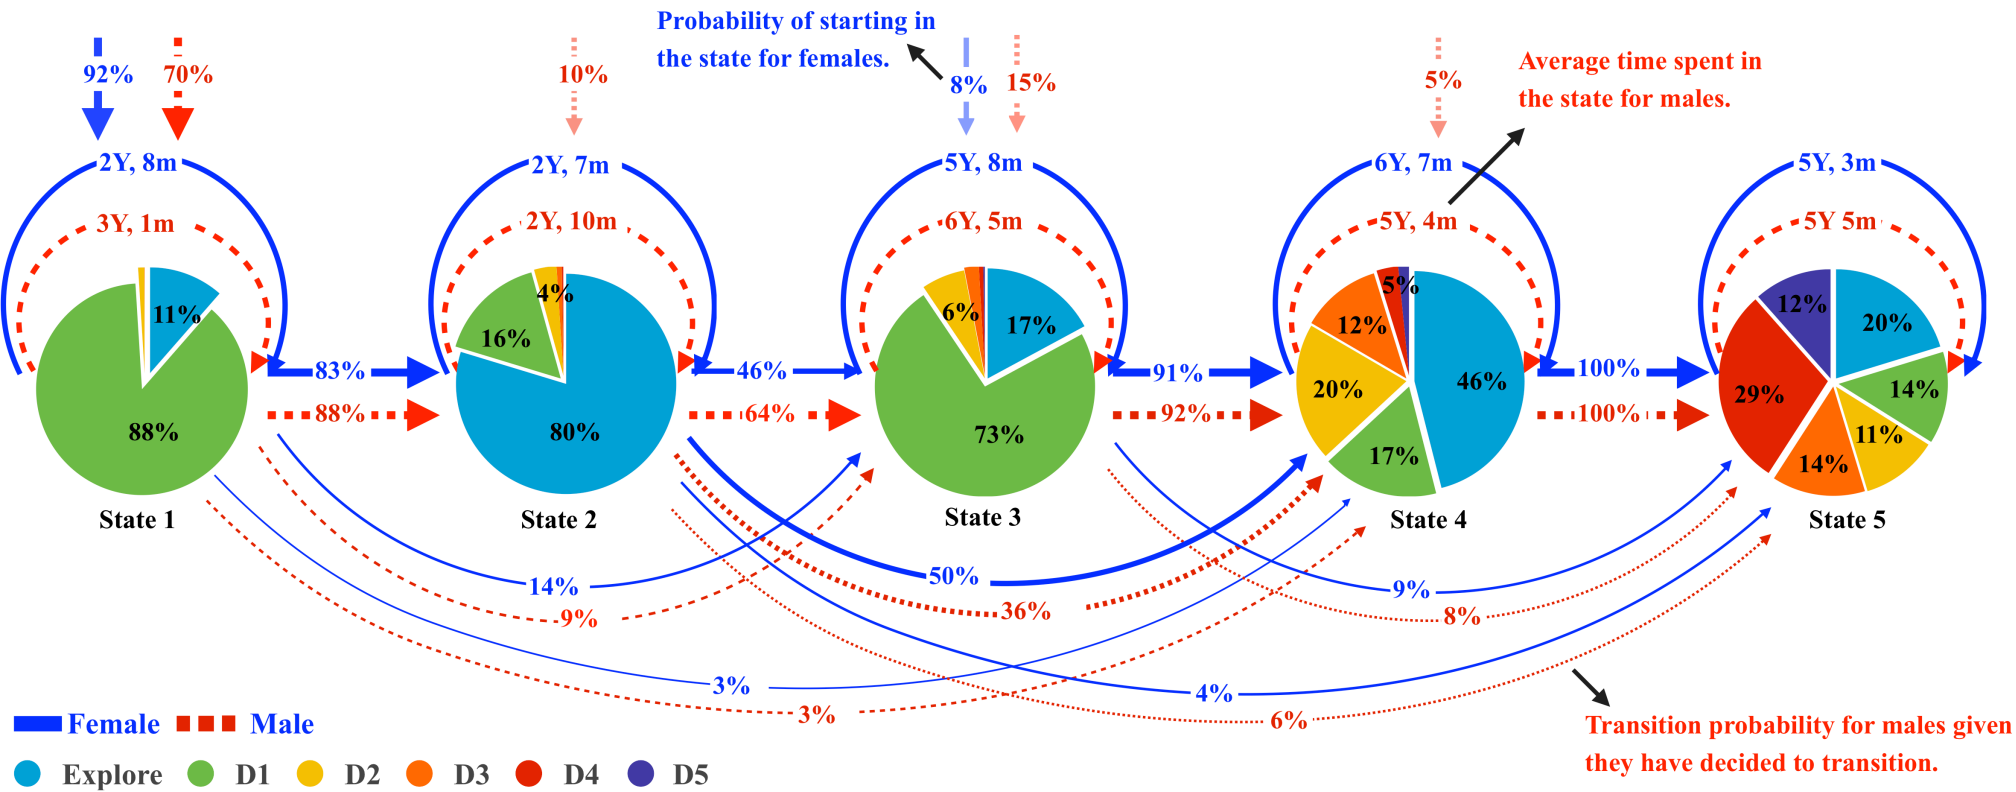 Probability of starting in
the state for females.
92%
70%
10%
8%
15%
5%
Average time spent in
the state for males.
2Y, 8m
2Y, 7m
5Y, 8m
6Y, 7m
5Y, 3m
3Y, 1m
2Y, 10m
6Y, 5m
5Y, 4m
5Y 5m
11%
88%
4%
16%
80%
6%
17%
73%
5%
12%
20%
46%
17%
12%
20%
14%
29%
11%
14%
83%
46%
91%
100%
88%
64%
92%
100%
State 1
State 2
State 3
State 4
State 5
14%
50%
9%
9%
36%
8%
3%
4%
3%
6%
Female
Male
Transition probability for males given
they have decided to transition.
Explore
D1
D2
D3
D4
D5